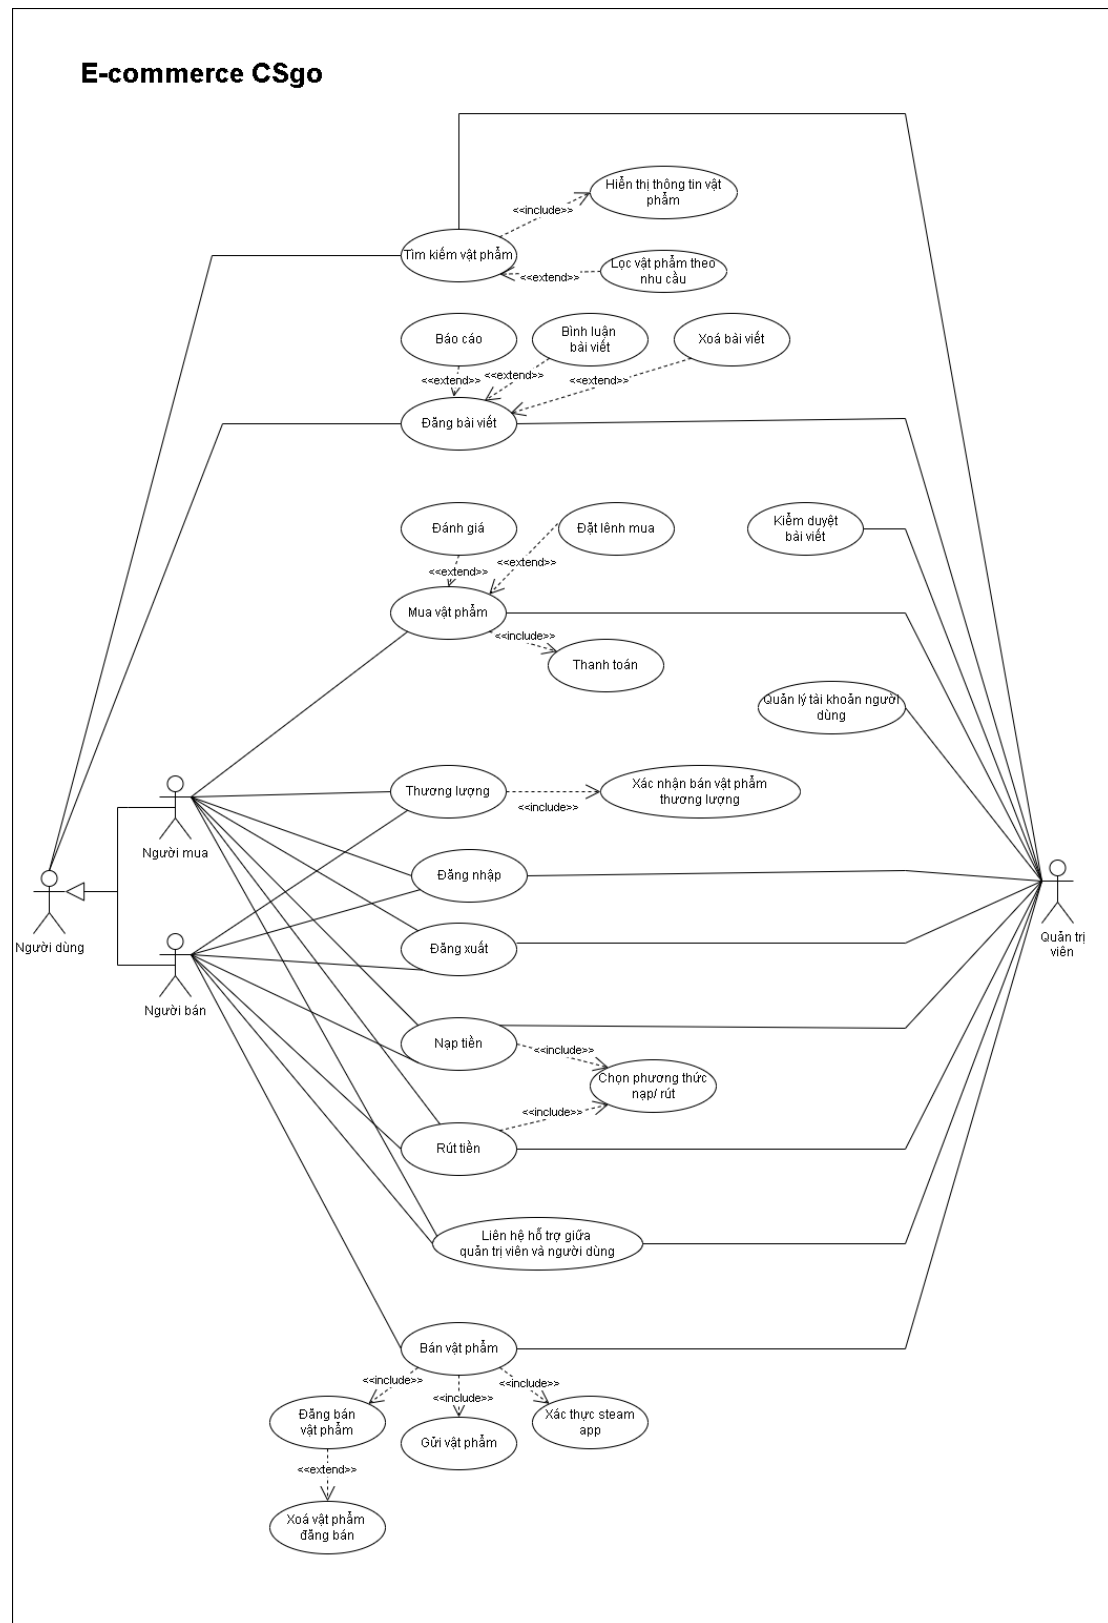 E-commerce CSgo
Hiển thị thông tin vật
phẩm
<<include>>
Tìm kiếm vật phẩm
Lọc vật phẩm theo
nhu cầu
<<extend>>
Báo cáo
Bình luận
bài viết
Xoá bài viết
<<extend>>
<<extend>>
<<extend>>
Đăng bài viết
Đánh giá
Đặt lênh mua
Kiểm duyệt
bài viết
<<extend>>
<<extend>>
Mua vật phẩm
<<include>>
Thanh toán
Quản lý tài khoản người
dùng
Thương lượng
<<include>>
Xác nhận bán vật phẩm
thương lượng
Người mua
Đăng nhập
Người dùng
Đăng xuất
Quản trị
viên
Người bán
Nạp tiền
<<include>>
Chọn phương thức
nạp/ rút
<<include>>
Rút tiền
Liên hệ hỗ trợ giữa
quản trị viên và người dùng
Bán vật phẩm
<<include>>
<<include>>
<<include>>
Đăng bán
vật phẩm
Gửi vật phẩm
Xác thực steam
app
<<extend>>
Xoá vật phẩm
đăng bán